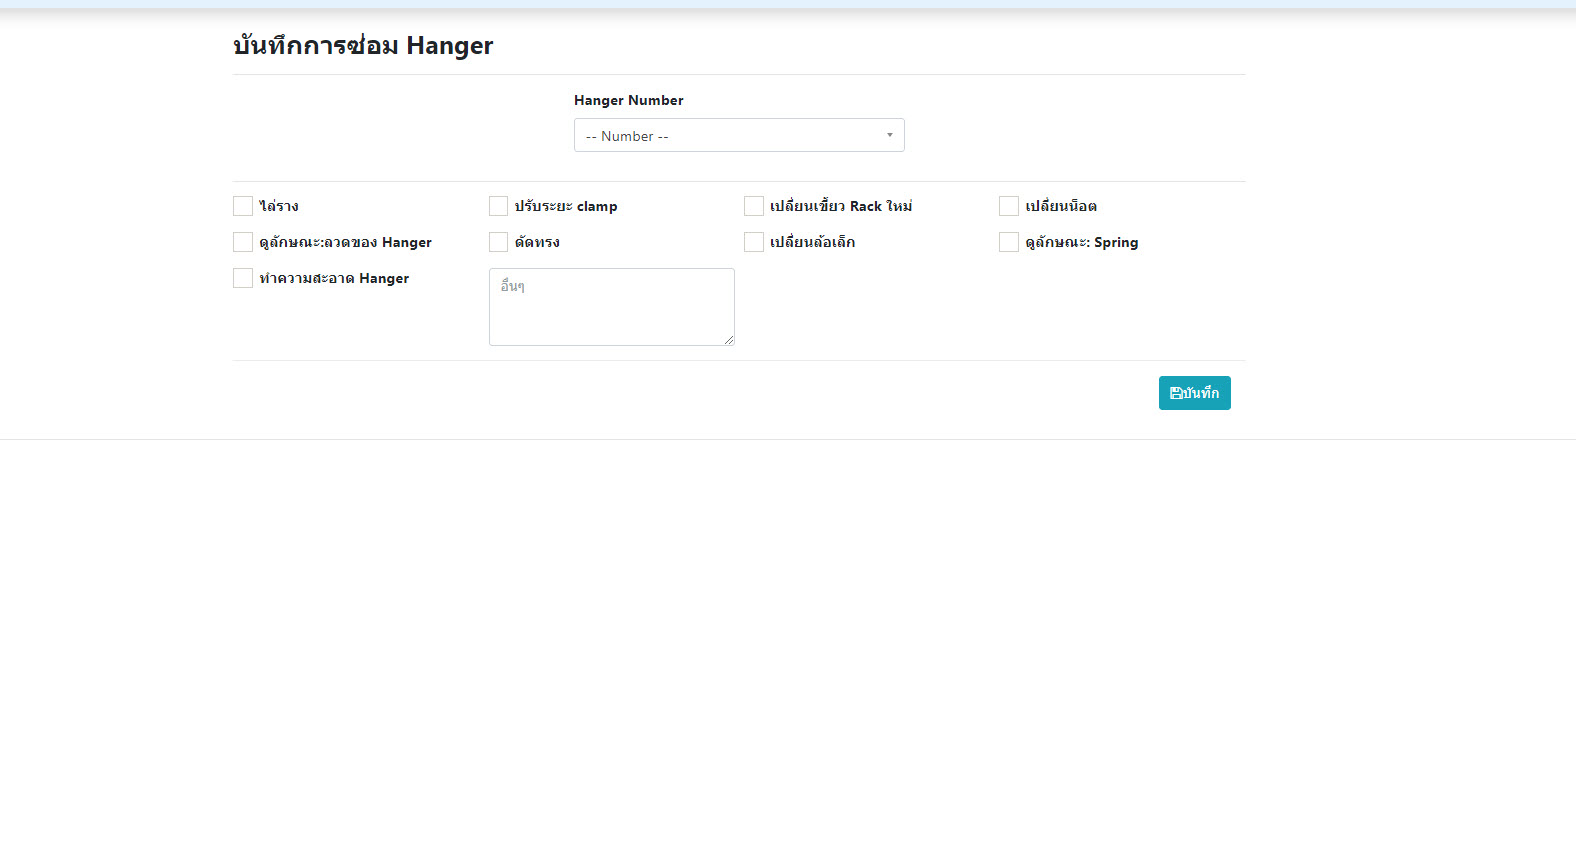 บันทึกการซ่อม Hanger
Hanger Number
-- Number --
ไล่ราง
ปรับระยะ clamp
เปลี่ยนเขี้ยว Rack ใหม่
เปลี่ยนน็อต
ดูลักษณะ:ลวดของ Hanger
ดัดทรง
เปลี่ยนล้อเล็ก
ดูลักษณะ: Spring
ทำความสะอาด Hanger
อื่นๆ
บันทึก